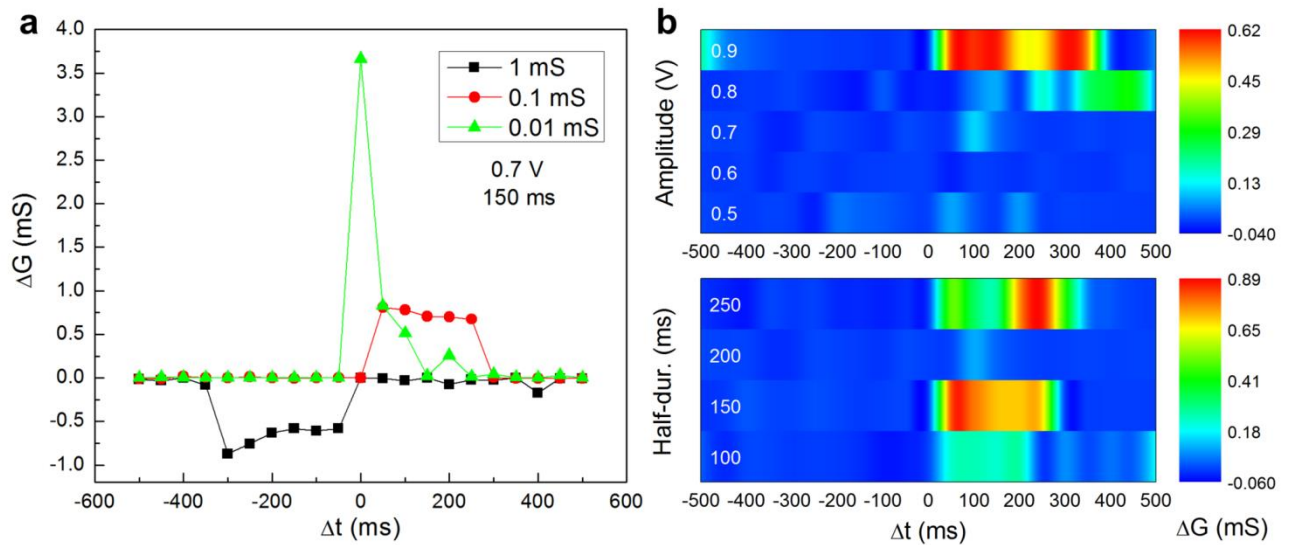 a
4.0
3.5
3.0
2.5
2.0
1.5
1.0
0.5
0.0
-0.5
-1.0
ΔG (mS)
1 mS
0.1 mS
0.01 mS
0.7 V
150 ms
-600 -400 -200 0 200 400 600
Δt (ms)
b
Amplitude (V)
0.9
0.8
0.7
0.6
0.5
-500 -400 -300 -200 -100 0 100 200 300 400 500
0.62
0.45
0.29
0.13
-0.040
Half-dur. (ms)
250
200
150
100
-500 -400 -300 -200 -100 0 100 200 300 400 500
Δt (ms)
0.89
0.65
0.41
0.18
-0.060
ΔG (mS)